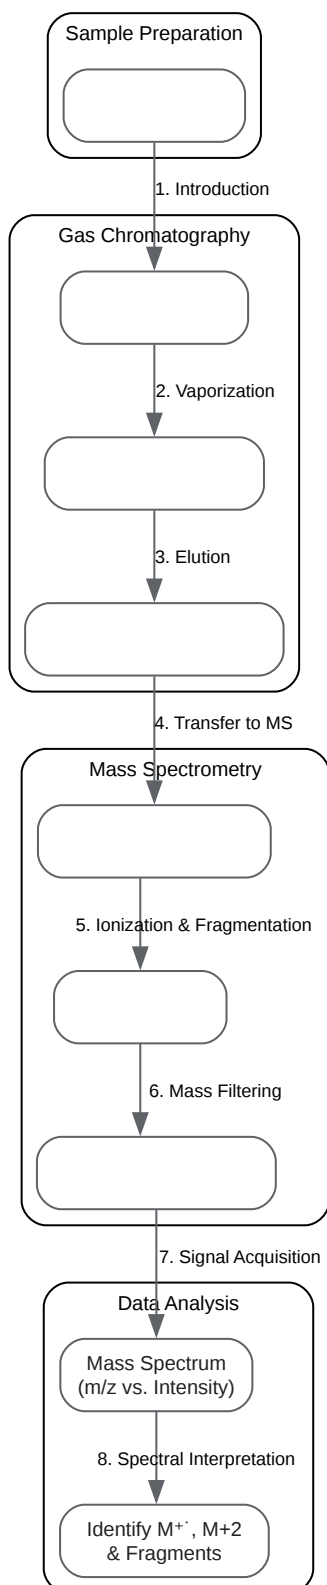 Sample Preparation
1. Introduction
Gas Chromatography
2. Vaporization
3. Elution
4. Transfer to MS
Mass Spectrometry
5. Ionization & Fragmentation
6. Mass Filtering
7. Signal Acquisition
Data Analysis
Mass Spectrum
(m/z vs. Intensity)
8. Spectral Interpretation
Identify M⁺˙, M+2
& Fragments